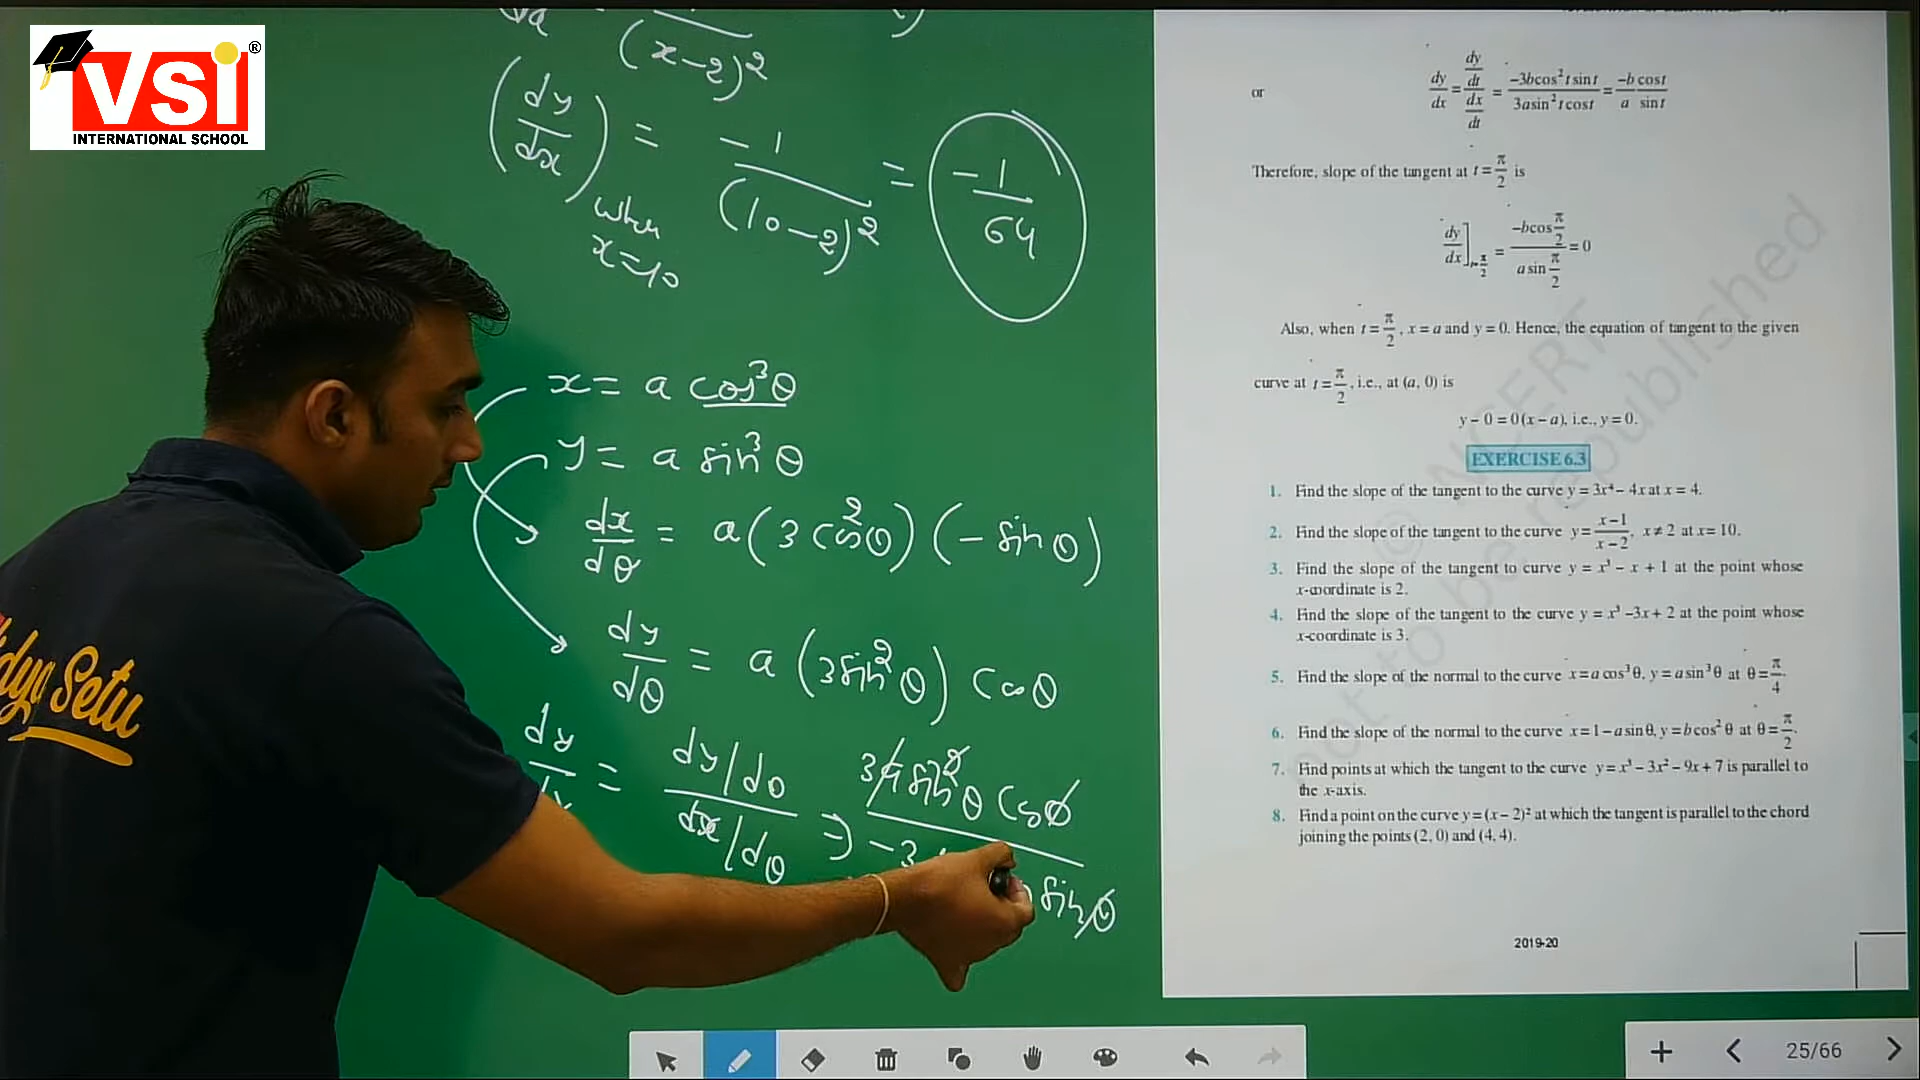 VSI ®
INTERNATIONAL SCHOOL
(x-2)²
(dy/dx) when x=10 = -1/(10-2)² = -1/64
x = a cos³θ
y = a sin³θ
dx/dθ = a(3cos²θ)(-sinθ)
dy/dθ = a(3sin²θ) cosθ
dy/dx = dy/dθ / dx/dθ ⇒ 3a sin²θ cosθ / -3 sinθ
Setu
or dy/dx = (dy/dt)/(dx/dt) = -3bcos²t sint / 3asin²t cost = -b/a cost/sint
Therefore, slope of the tangent at t = π/2 is
dy/dx]t=π/2 = -bcos π/2 / a sin π/2 = 0
Also, when t = π/2, x = a and y = 0. Hence, the equation of tangent to the given
curve at t = π/2, i.e., at (a, 0) is
y – 0 = 0 (x – a), i.e., y = 0.
EXERCISE 6.3
1. Find the slope of the tangent to the curve y = 3x⁴ – 4x at x = 4.
2. Find the slope of the tangent to the curve y = x–1/x–2, x ≠ 2 at x = 10.
3. Find the slope of the tangent to curve y = x³ – x + 1 at the point whose
x-coordinate is 2.
4. Find the slope of the tangent to the curve y = x³ –3x + 2 at the point whose
x-coordinate is 3.
5. Find the slope of the normal to the curve x = a cos³θ, y = a sin³θ at θ = π/4.
6. Find the slope of the normal to the curve x = 1 – a sinθ, y = b cos²θ at θ = π/2.
7. Find points at which the tangent to the curve y = x³ – 3x² – 9x + 7 is parallel to
the x-axis.
8. Find a point on the curve y = (x – 2)² at which the tangent is parallel to the chord
joining the points (2, 0) and (4, 4).
2019-20
© NCERT
not to be republished
25/66